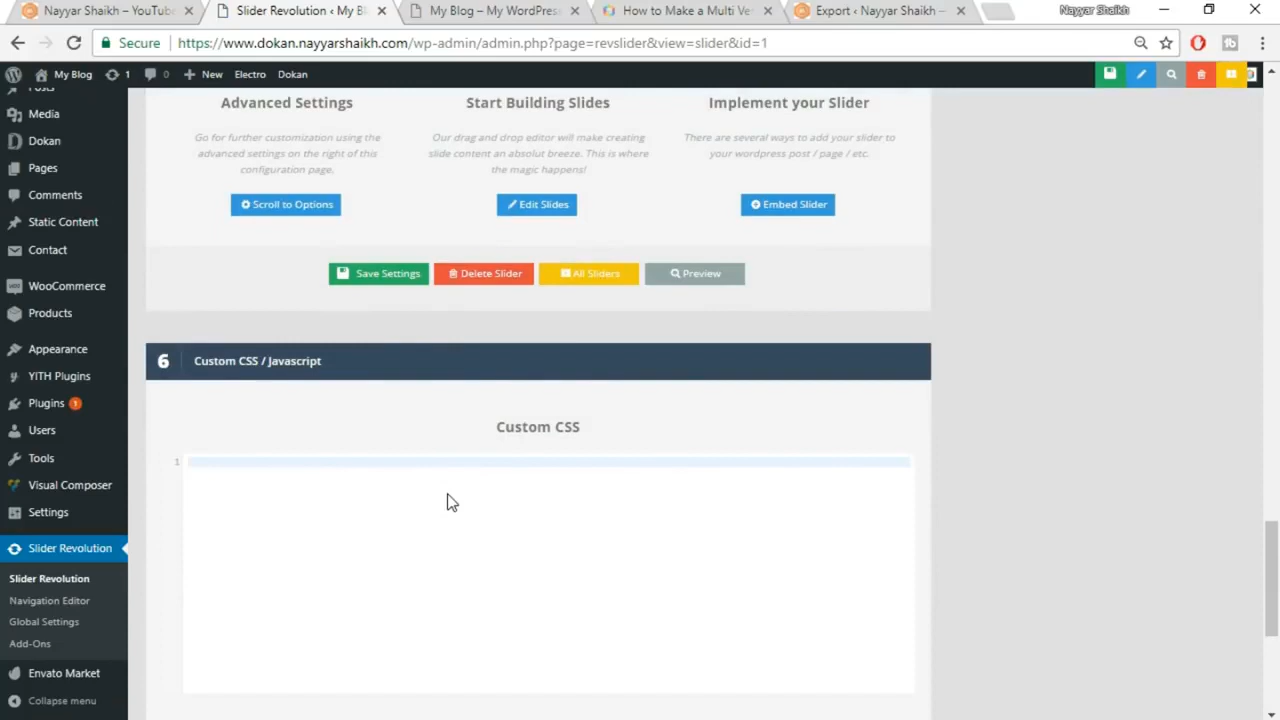 Nayyar Shaikh – YouTube
Slider Revolution ‹ My Bl
My Blog – My WordPress
How to Make a Multi Ve
Export ‹ Nayyar Shaikh —
Nayyar Shaikh
Secure
https://www.dokan.nayyarshaikh.com/wp-admin/admin.php?page=revslider&view=slider&id=1
My Blog
1
0
New
Electro
Dokan
Posts
Media
Dokan
Pages
Comments
Static Content
Contact
WooCommerce
Products
Appearance
YITH Plugins
Plugins 1
Users
Tools
Visual Composer
Settings
Slider Revolution
Slider Revolution
Navigation Editor
Global Settings
Add-Ons
Envato Market
Collapse menu
Advanced Settings
Go for further customization using the
advanced settings on the right of this
configuration page.
Scroll to Options
Start Building Slides
Our drag and drop editor will make creating
slide content an absolut breeze. This is where
the magic happens!
Edit Slides
Implement your Slider
There are several ways to add your slider to
your wordpress post / page / etc.
Embed Slider
Save Settings
Delete Slider
All Sliders
Preview
6
Custom CSS / Javascript
Custom CSS
1